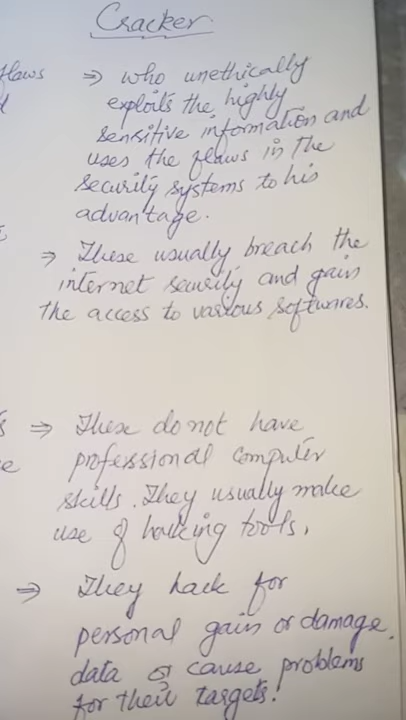 Cracker
flaws ⇒ who unethically
exploits the highly
sensitive information and
uses the flaws in the
security systems to his
advantage.
⇒ These usually breach the
internet security and gain
the access to various softwares.
⇒ These do not have
professional computer
skills. They usually make
use of hacking tools,
⇒ They hack for
personal gain or damage.
data or cause problems
for their targets.